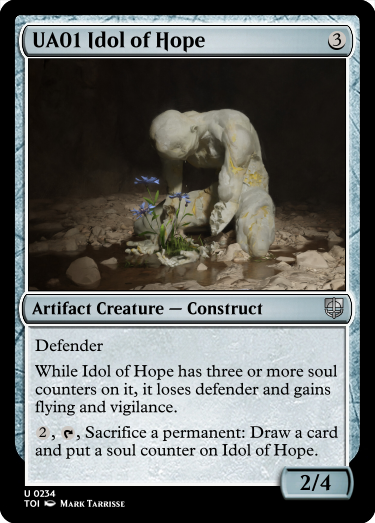 UA01 Idol of Hope 3
Artifact Creature — Construct
Defender
While Idol of Hope has three or more soul
counters on it, it loses defender and gains
flying and vigilance.
2, , Sacrifice a permanent: Draw a card
and put a soul counter on Idol of Hope.
2/4
U 0234
TOI Mark Tarrisse